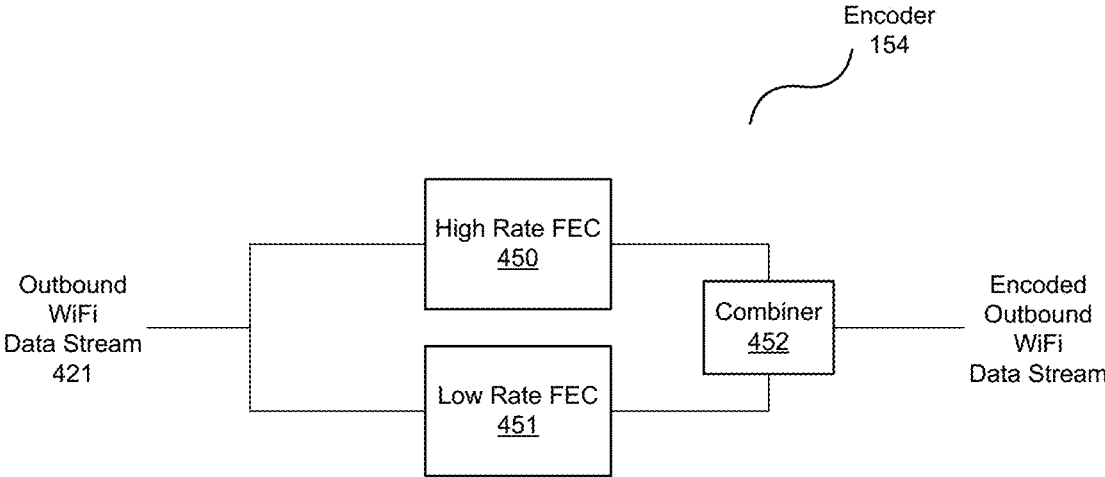 Encoder
154
High Rate FEC
450
Outbound
WiFi
Data Stream
421
Combiner
452
Encoded
Outbound
WiFi
Data Stream
Low Rate FEC
451